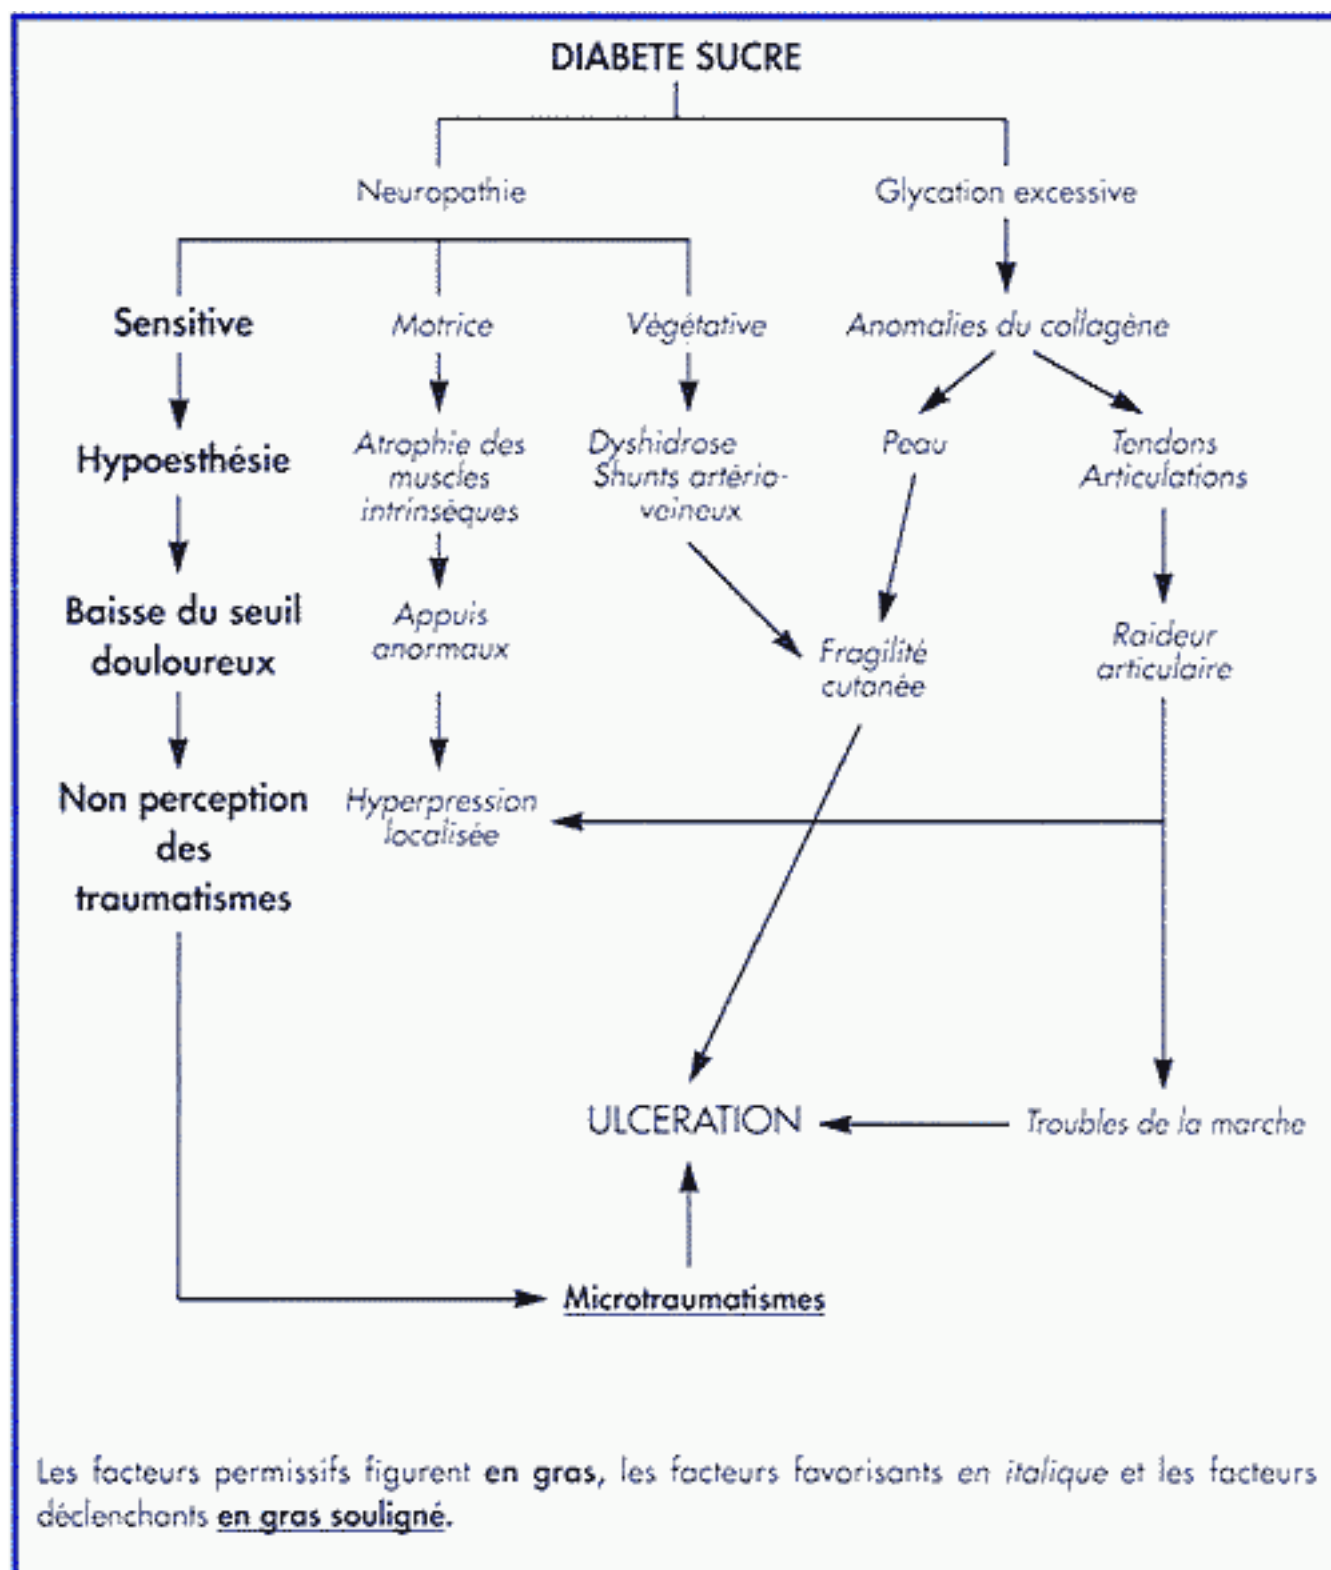 DIABETE SUCRE
Neuropathie
Glycation excessive
Sensitive
Motrice
Végétative
Anomalies du collagène
Hypoesthésie
Atrophie des
muscles
intrinsèques
Dyshidrose
Shunts artério-
veineux
Peau
Tendons
Articulations
Baisse du seuil
douloureux
Appuis
anormaux
Fragilité
cutanée
Raideur
articulaire
Non perception
des
traumatismes
Hyperpression
localisée
ULCERATION
Troubles de la marche
Microtraumatismes
Les facteurs permissifs figurent en gras, les facteurs favorisants en italique et les facteurs
déclenchants en gras souligné.